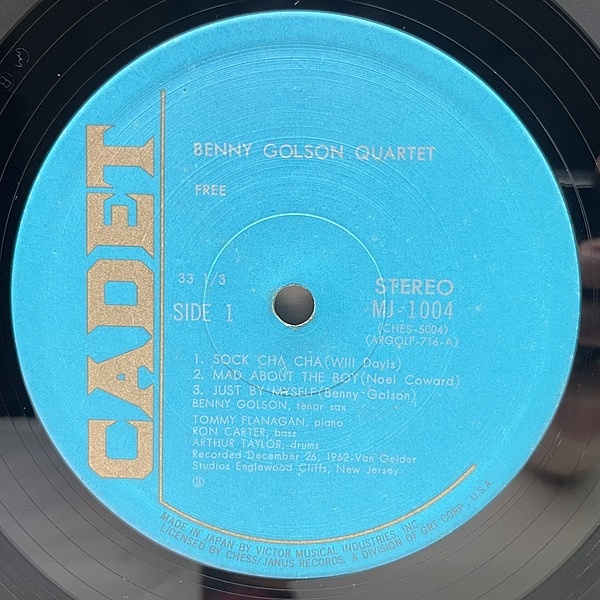 CADET
BENNY GOLSON QUARTET
FREE
33 1/3
STEREO
SIDE 1
MJ-1004
(CHES-5004)
(ARGOLP-716-A)
1. SOCK CHA CHA(Will Davis)
2. MAD ABOUT THE BOY(Noel Coward)
3. JUST BY MYSELF(Benny Golson)
BENNY GOLSON, tenor sax
TOMMY FLANAGAN, piano
RON CARTER, bass
ARTHUR TAYLOR, drums
Recorded December 26, 1962-Van Gelder
Studios Englewood Cliffs, New Jersey.
MADE IN JAPAN BY VICTOR MUSICAL INDUSTRIES, INC.
LICENSED BY CHESS/JANUS RECORDS, A DIVISION OF GRT CORP., U.S.A.